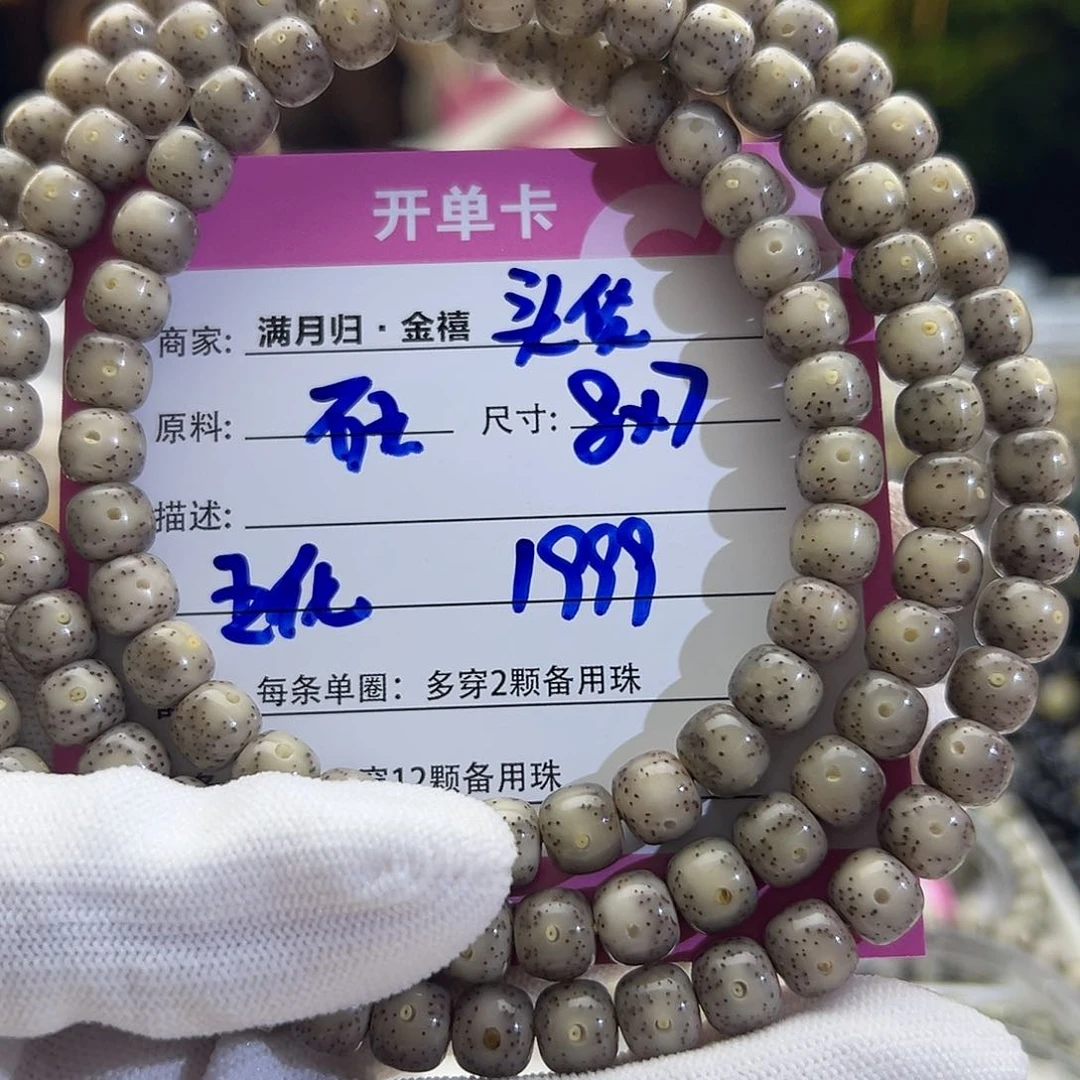 开单卡
商家: 满月归·金禧 头货
原料: 尺寸: 8x7
描述:
玉化 1999
每条单圈：多穿2颗备用珠
穿12颗备用珠